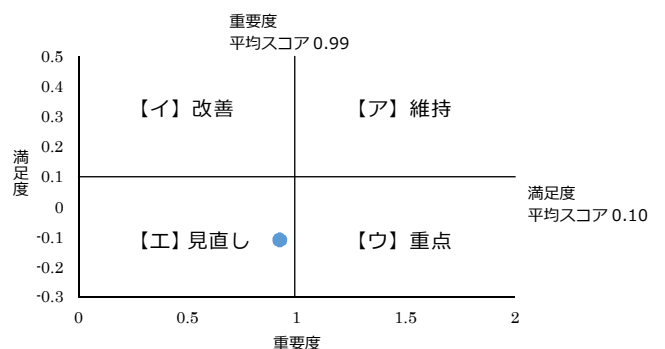 重要度
平均スコア 0.99
0.5
0.4
0.3
0.2
0.1
0
-0.1
-0.2
-0.3
満足度
【イ】改善
【ア】維持
【エ】見直し
【ウ】重点
満足度
平均スコア 0.10
0
0.5
1
1.5
2
重要度